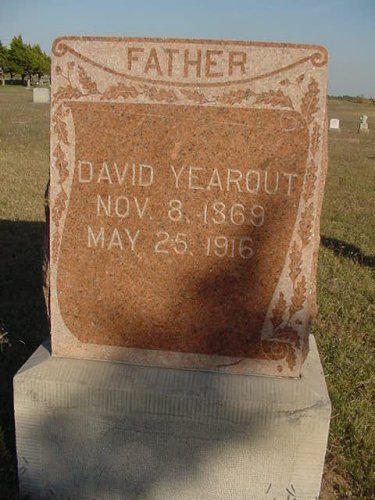 FATHER
DAVID YEAROUT
NOV. 8, 1869
MAY 25, 1916